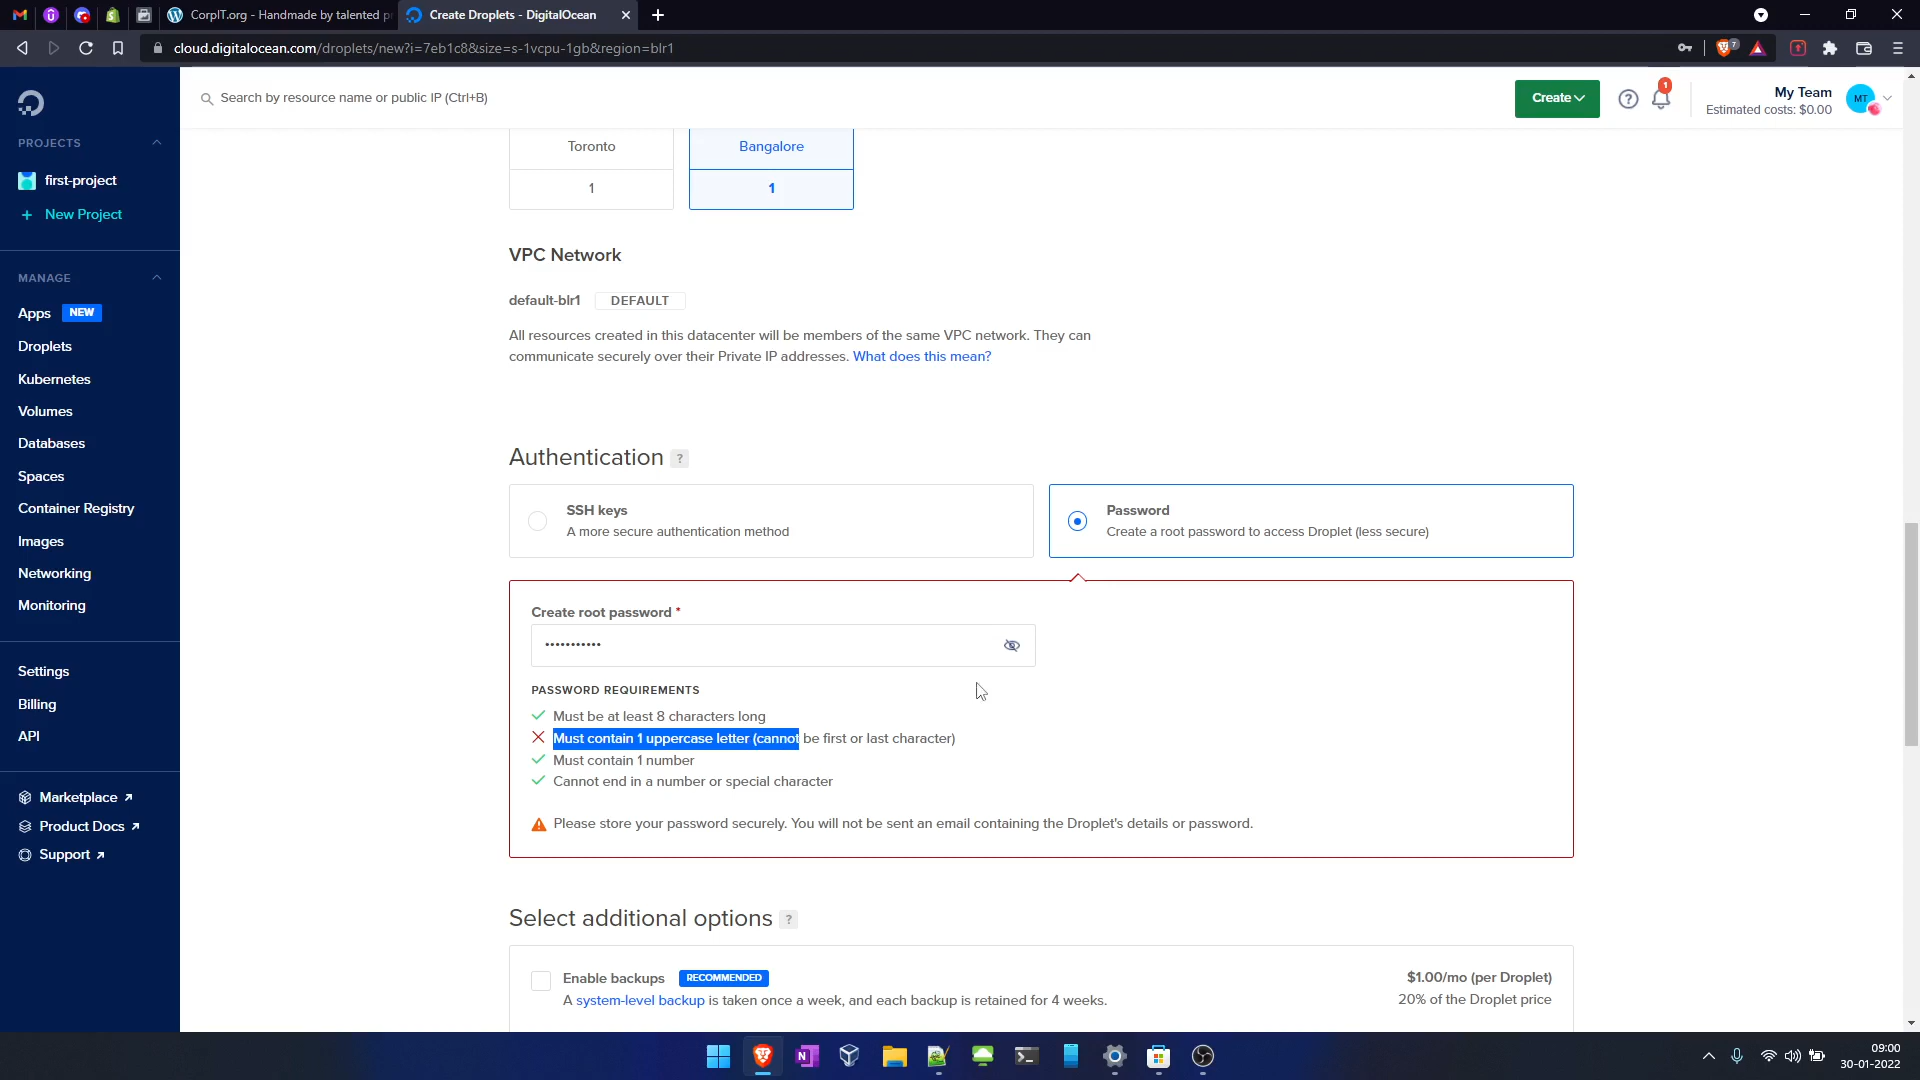 CorpIT.org - Handmade by talented p
Create Droplets - DigitalOcean
cloud.digitalocean.com/droplets/new?i=7eb1c8&size=s-1vcpu-1gb&region=blr1
7
Search by resource name or public IP (Ctrl+B)
Create
?
1
My Team
Estimated costs: $0.00
MT
PROJECTS
first-project
+ New Project
MANAGE
Apps NEW
Droplets
Kubernetes
Volumes
Databases
Spaces
Container Registry
Images
Networking
Monitoring
Settings
Billing
API
Marketplace
Product Docs
Support
Toronto
1
Bangalore
1
VPC Network
default-blr1 DEFAULT
All resources created in this datacenter will be members of the same VPC network. They can
communicate securely over their Private IP addresses. What does this mean?
Authentication ?
SSH keys
A more secure authentication method
Password
Create a root password to access Droplet (less secure)
Create root password *
PASSWORD REQUIREMENTS
Must be at least 8 characters long
Must contain 1 uppercase letter (cannot be first or last character)
Must contain 1 number
Cannot end in a number or special character
Please store your password securely. You will not be sent an email containing the Droplet's details or password.
Select additional options ?
Enable backups RECOMMENDED
A system-level backup is taken once a week, and each backup is retained for 4 weeks.
$1.00/mo (per Droplet)
20% of the Droplet price
09:00
30-01-2022